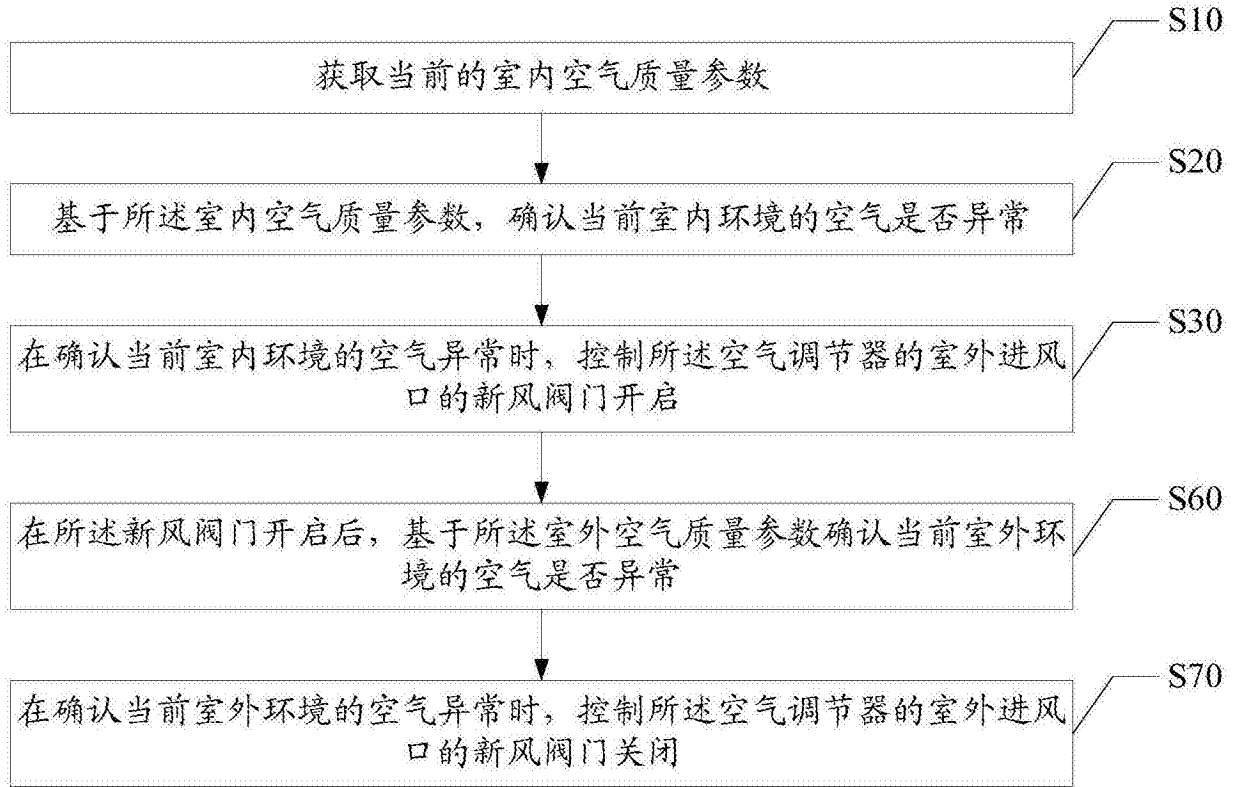 S10
获取当前的室内空气质量参数
S20
基于所述室内空气质量参数，确认当前室内环境的空气是否异常
S30
在确认当前室内环境的空气异常时，控制所述空气调节器的室外进风
口的新风阀门开启
S60
在所述新风阀门开启后，基于所述室外空气质量参数确认当前室外环
境的空气是否异常
S70
在确认当前室外环境的空气异常时，控制所述空气调节器的室外进风
口的新风阀门关闭